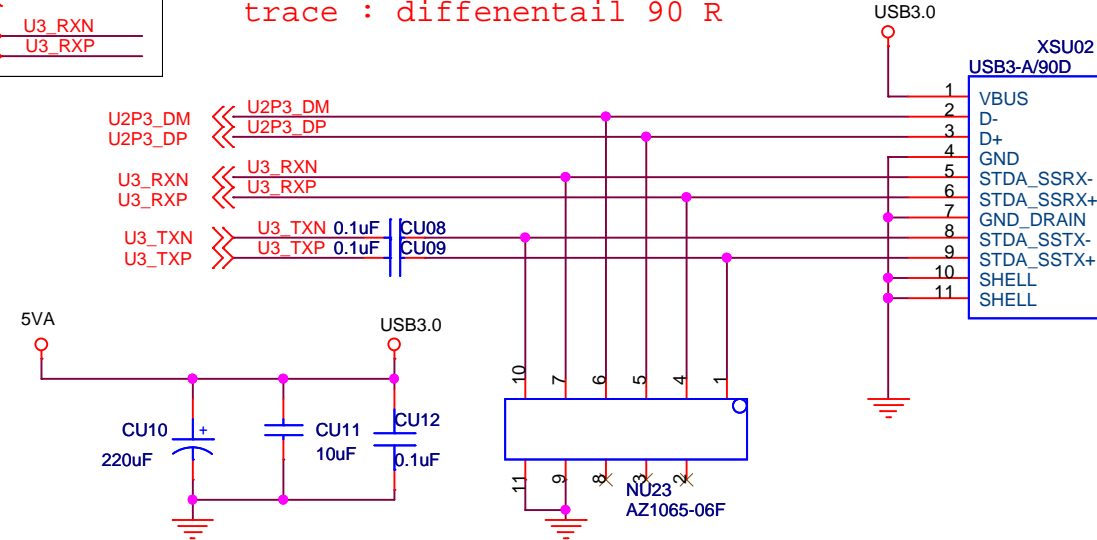 trace : diffenentail 90 R
U3_RXN
U3_RXP
USB3.0
XSU02
USB3-A/90D
U2P3_DM
U2P3_DM
1
VBUS
2
D-
U2P3_DP
U2P3_DP
3
D+
4
GND
U3_RXN
U3_RXN
5
STDA_SSRX-
U3_RXP
U3_RXP
6
STDA_SSRX+
7
GND_DRAIN
U3_TXN
U3_TXN 0.1uF
CU08
8
STDA_SSTX-
U3_TXP
U3_TXP 0.1uF
CU09
9
STDA_SSTX+
10
SHELL
11
SHELL
5VA
USB3.0
10
7
6
5
4
1
CU10
+
220uF
CU11
10uF
CU12
0.1uF
11
9
8
3
2
NU23
AZ1065-06F